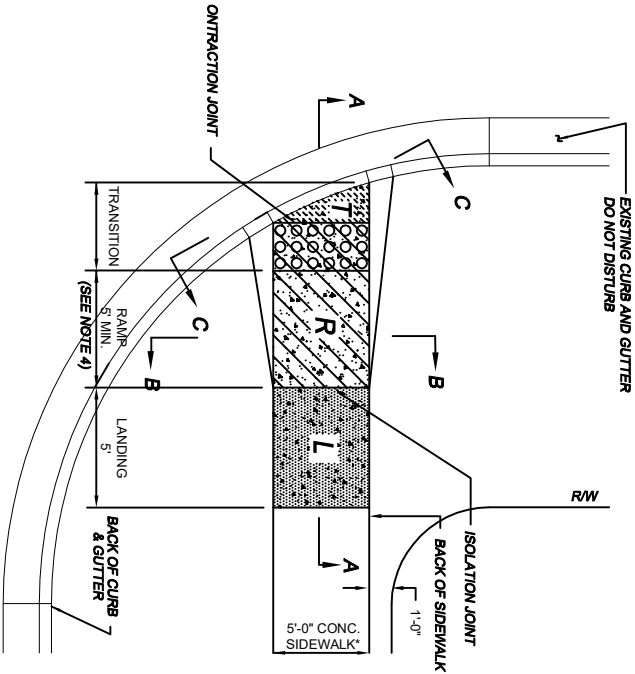 EXISTING CURB AND GUTTER
DO NOT DISTURB
ONTRACTION JOINT
A
C
T
TRANSITION
R
RAMP
5' MIN.
(SEE NOTE 4)
C
B
B
L
LANDING
5'
R/W
ISOLATION JOINT
BACK OF SIDEWALK
1'-0"
A
5'-0" CONC.
SIDEWALK*
BACK OF CURB
& GUTTER